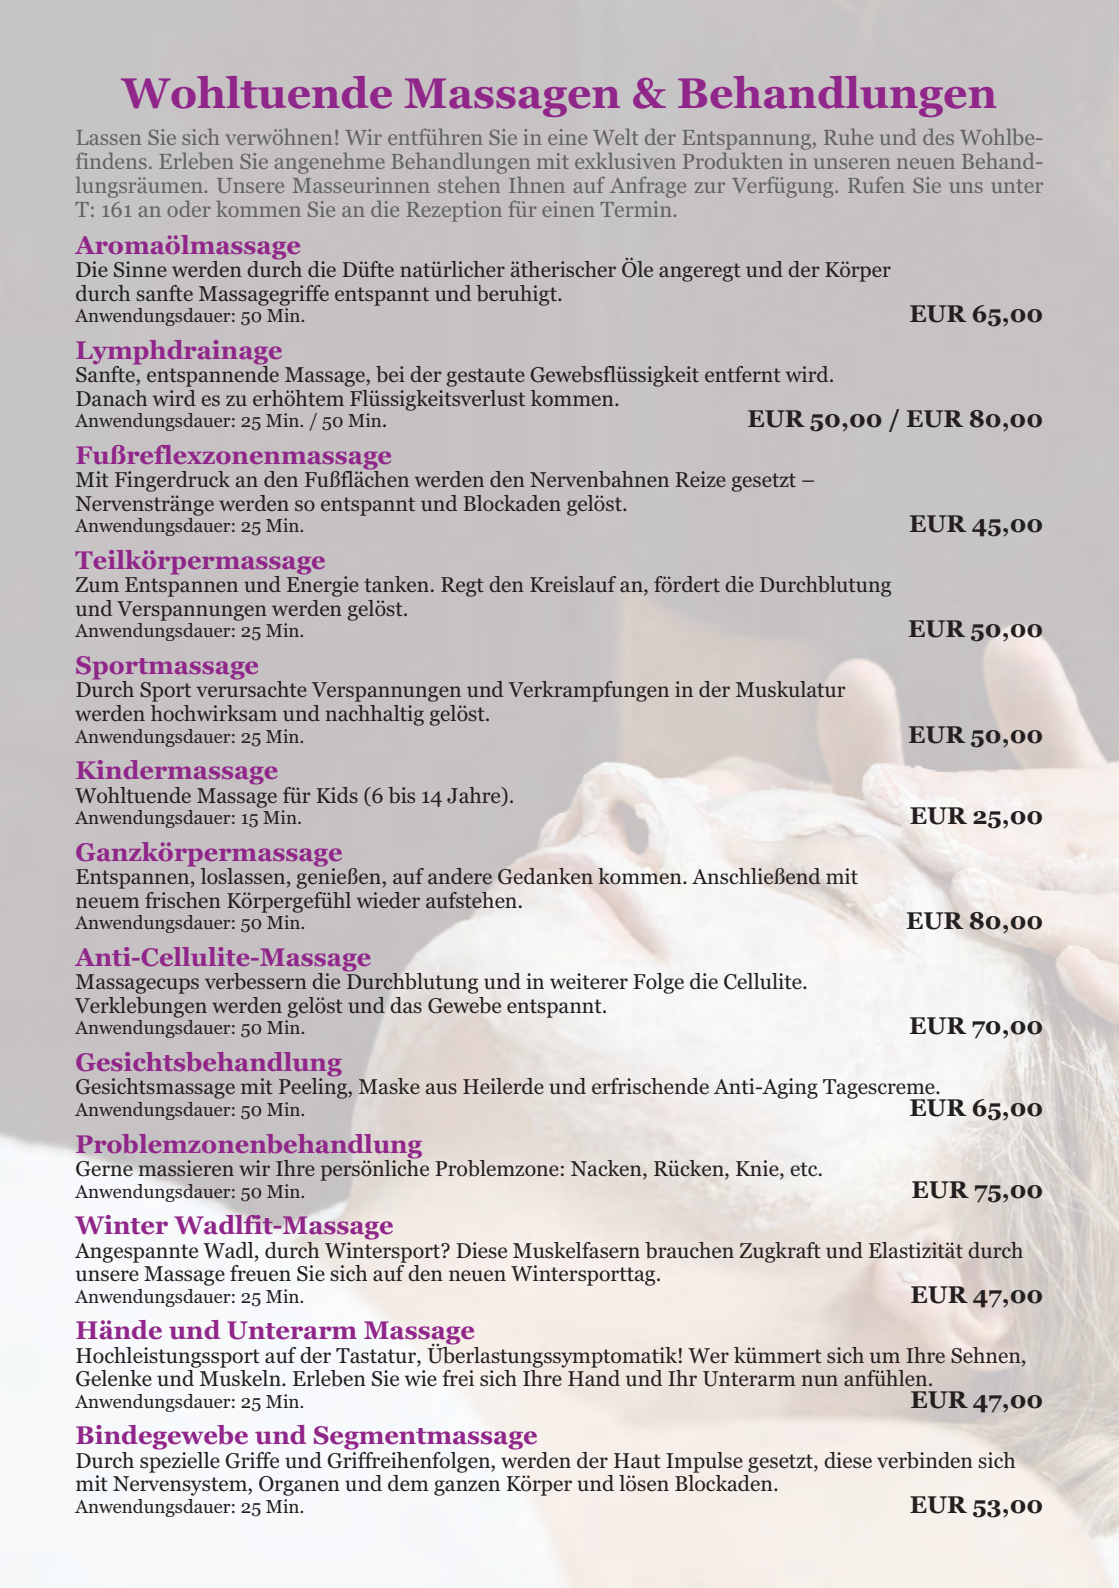 Wohltuende Massagen & Behandlungen
Lassen Sie sich verwöhnen! Wir entführen Sie in eine Welt der Entspannung, Ruhe und des Wohlbe-
findens. Erleben Sie angenehme Behandlungen mit exklusiven Produkten in unseren neuen Behand-
lungsräumen. Unsere Masseurinnen stehen Ihnen auf Anfrage zur Verfügung. Rufen Sie uns unter
T: 161 an oder kommen Sie an die Rezeption für einen Termin.
Aromaölmassage
Die Sinne werden durch die Düfte natürlicher ätherischer Öle angeregt und der Körper
durch sanfte Massagegriffe entspannt und beruhigt.
Anwendungsdauer: 50 Min. EUR 65,00
Lymphdrainage
Sanfte, entspannende Massage, bei der gestaute Gewebsflüssigkeit entfernt wird.
Danach wird es zu erhöhtem Flüssigkeitsverlust kommen.
Anwendungsdauer: 25 Min. / 50 Min. EUR 50,00 / EUR 80,00
Fußreflexzonenmassage
Mit Fingerdruck an den Fußflächen werden den Nervenbahnen Reize gesetzt –
Nervenstränge werden so entspannt und Blockaden gelöst.
Anwendungsdauer: 25 Min. EUR 45,00
Teilkörpermassage
Zum Entspannen und Energie tanken. Regt den Kreislauf an, fördert die Durchblutung
und Verspannungen werden gelöst.
Anwendungsdauer: 25 Min. EUR 50,00
Sportmassage
Durch Sport verursachte Verspannungen und Verkrampfungen in der Muskulatur
werden hochwirksam und nachhaltig gelöst.
Anwendungsdauer: 25 Min. EUR 50,00
Kindermassage
Wohltuende Massage für Kids (6 bis 14 Jahre).
Anwendungsdauer: 15 Min. EUR 25,00
Ganzkörpermassage
Entspannen, loslassen, genießen, auf andere Gedanken kommen. Anschließend mit
neuem frischen Körpergefühl wieder aufstehen.
Anwendungsdauer: 50 Min. EUR 80,00
Anti-Cellulite-Massage
Massagecups verbessern die Durchblutung und in weiterer Folge die Cellulite.
Verklebungen werden gelöst und das Gewebe entspannt.
Anwendungsdauer: 50 Min. EUR 70,00
Gesichtsbehandlung
Gesichtsmassage mit Peeling, Maske aus Heilerde und erfrischende Anti-Aging Tagescreme.
Anwendungsdauer: 50 Min. EUR 65,00
Problemzonenbehandlung
Gerne massieren wir Ihre persönliche Problemzone: Nacken, Rücken, Knie, etc.
Anwendungsdauer: 50 Min. EUR 75,00
Winter Wadlfit-Massage
Angespannte Wadl, durch Wintersport? Diese Muskelfasern brauchen Zugkraft und Elastizität durch
unsere Massage freuen Sie sich auf den neuen Wintersporttag.
Anwendungsdauer: 25 Min. EUR 47,00
Hände und Unterarm Massage
Hochleistungssport auf der Tastatur, Überlastungssymptomatik! Wer kümmert sich um Ihre Sehnen,
Gelenke und Muskeln. Erleben Sie wie frei sich Ihre Hand und Ihr Unterarm nun anfühlen.
Anwendungsdauer: 25 Min. EUR 47,00
Bindegewebe und Segmentmassage
Durch spezielle Griffe und Griffreihenfolgen, werden der Haut Impulse gesetzt, diese verbinden sich
mit Nervensystem, Organen und dem ganzen Körper und lösen Blockaden.
Anwendungsdauer: 25 Min. EUR 53,00